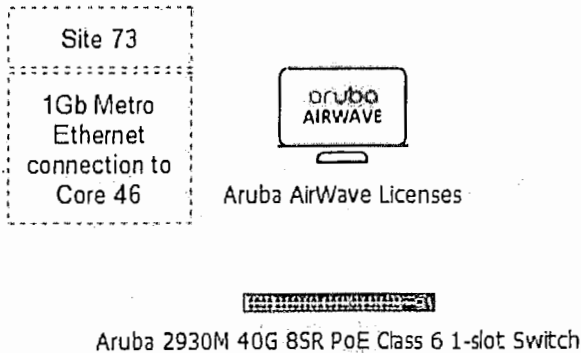 Site 73
1Gb Metro
Ethernet
connection to
Core 46
aruba
AIRWAVE
Aruba AirWave Licenses
Aruba 2930M 40G 8SR PoE Class 6 1-slot Switch